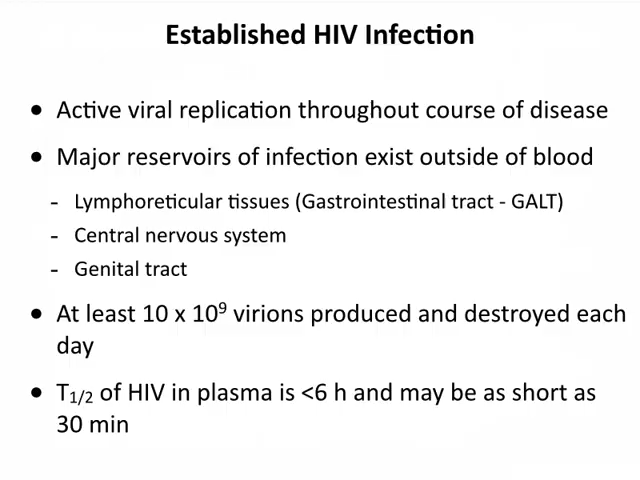 Established HIV Infection
● Active viral replication throughout course of disease
● Major reservoirs of infection exist outside of blood
- Lymphoreticular tissues (Gastrointestinal tract - GALT)
- Central nervous system
- Genital tract
● At least 10 x 10⁹ virions produced and destroyed each
day
● T₁/₂ of HIV in plasma is <6 h and may be as short as
30 min